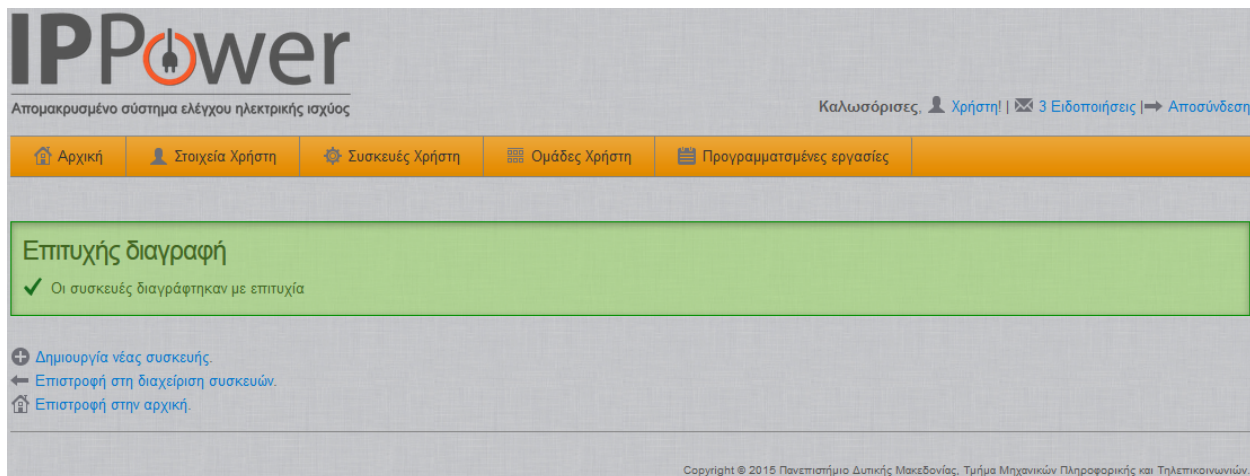 IPPower
Απομακρυσμένο σύστημα ελέγχου ηλεκτρικής ισχύος
Καλωσόρισες, Χρήστη! | 3 Ειδοποιήσεις | Αποσύνδεση
Αρχική Στοιχεία Χρήστη Συσκευές Χρήστη Ομάδες Χρήστη Προγραμματσμένες εργασίες
Επιτυχής διαγραφή
Οι συσκευές διαγράφτηκαν με επιτυχία
Δημιουργία νέας συσκευής.
Επιστροφή στη διαχείριση συσκευών.
Επιστροφή στην αρχική.
Copyright © 2015 Πανεπιστήμιο Δυτικής Μακεδονίας, Τμήμα Μηχανικών Πληροφορικής και Τηλεπικοινωνιών.